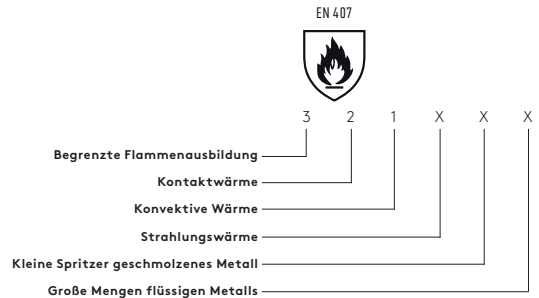 EN 407
3 2 1 X X X
Begrenzte Flammenausbildung
Kontaktwärme
Konvektive Wärme
Strahlungswärme
Kleine Spritzer geschmolzenes Metall
Große Mengen flüssigen Metalls